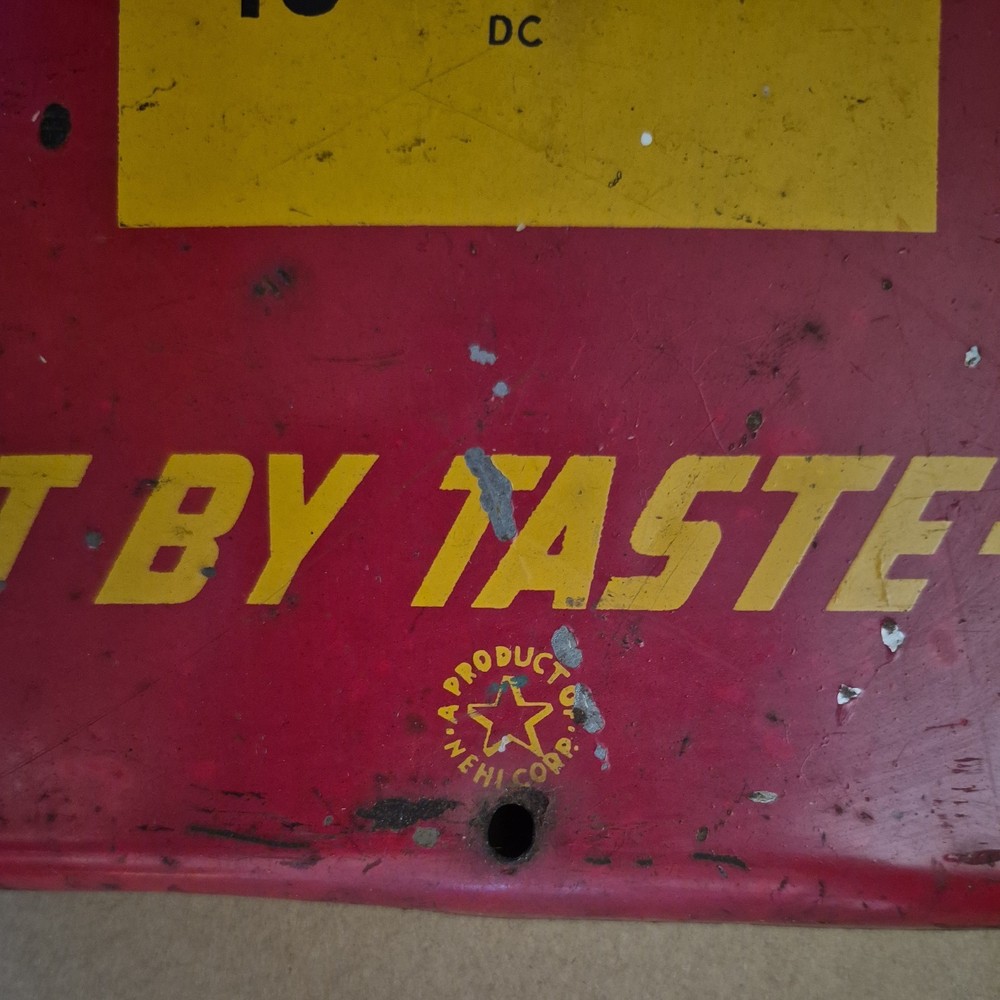 DC
T BY TASTE-
A PRODUCT OF
NEHI CORP.